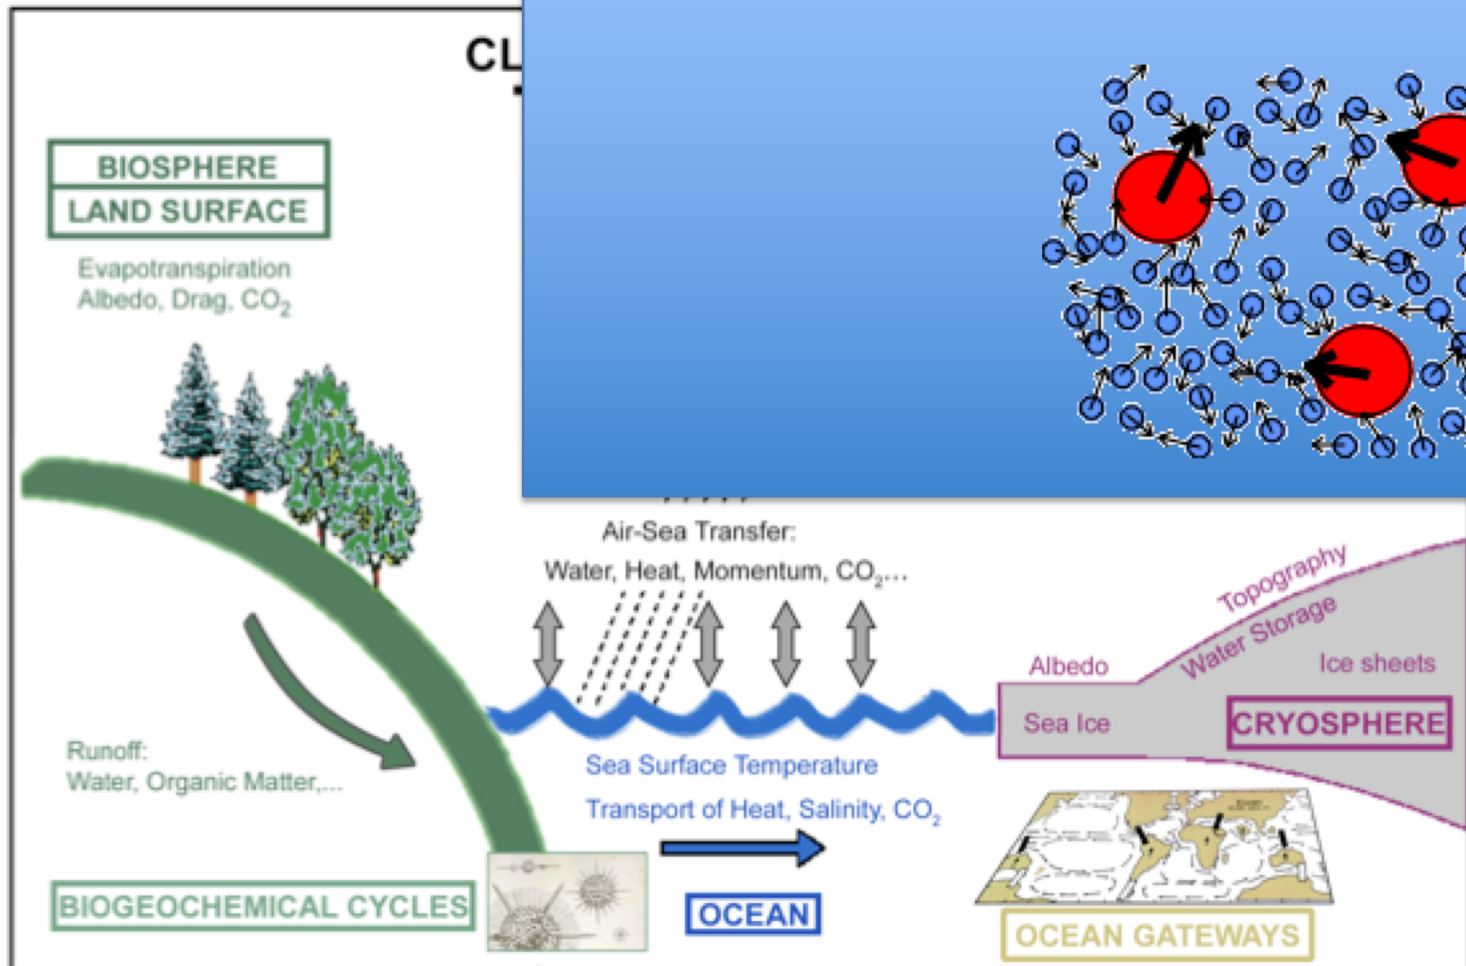 CL
BIOSPHERE
LAND SURFACE
Evapotranspiration
Albedo, Drag, CO₂
Air-Sea Transfer:
Water, Heat, Momentum, CO₂...
Topography
Water Storage
Albedo
Ice sheets
Sea Ice
CRYOSPHERE
Runoff:
Water, Organic Matter,...
Sea Surface Temperature
Transport of Heat, Salinity, CO₂
BIOGEOCHEMICAL CYCLES
OCEAN
OCEAN GATEWAYS